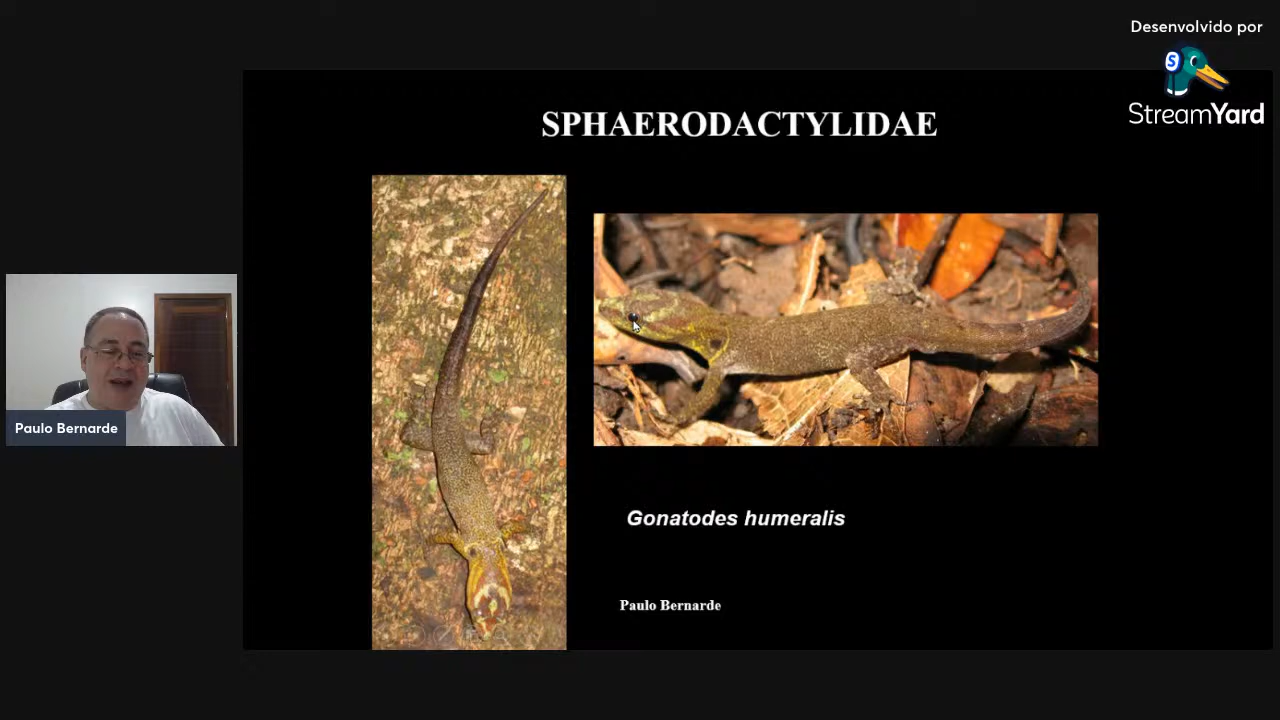 Desenvolvido por
StreamYard
SPHAERODACTYLIDAE
Paulo Bernarde
Gonatodes humeralis
Paulo Bernarde